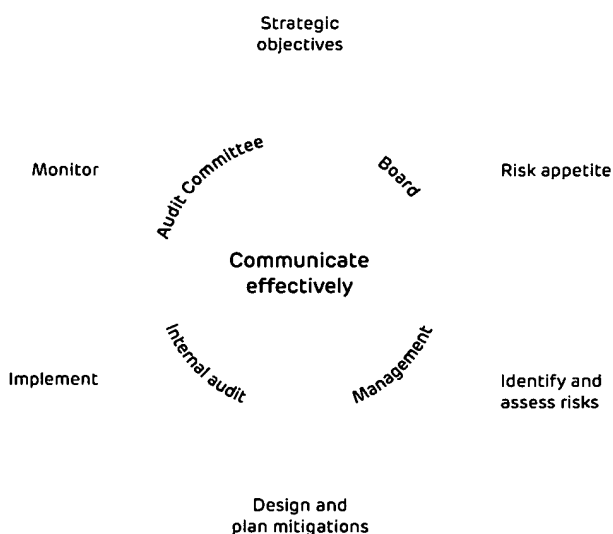 Strategic
objectives
Monitor
Audit Committee
Board
Risk appetite
Communicate
effectively
Implement
Internal audit
Management
Identify and
assess risks
Design and
plan mitigations